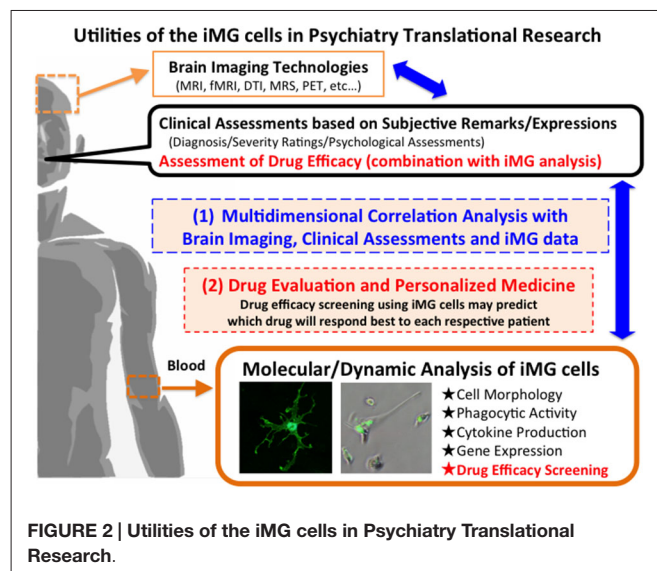 Utilities of the iMG cells in Psychiatry Translational Research
Brain Imaging Technologies
(MRI, fMRI, DTI, MRS, PET, etc...)
Clinical Assessments based on Subjective Remarks/Expressions
(Diagnosis/Severity Ratings/Psychological Assessments)
Assessment of Drug Efficacy (combination with iMG analysis)
(1) Multidimensional Correlation Analysis with
Brain Imaging, Clinical Assessments and iMG data
(2) Drug Evaluation and Personalized Medicine
Drug efficacy screening using iMG cells may predict
which drug will respond best to each respective patient
Blood
Molecular/Dynamic Analysis of iMG cells
★Cell Morphology
★Phagocytic Activity
★Cytokine Production
★Gene Expression
★Drug Efficacy Screening
FIGURE 2 | Utilities of the iMG cells in Psychiatry Translational
Research.